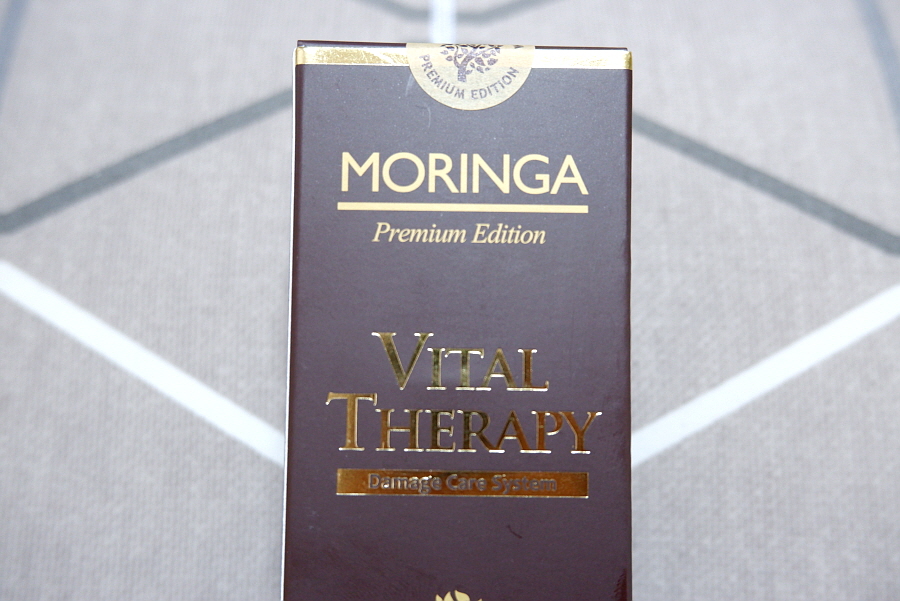 PREMIUM EDITION
MORINGA
Premium Edition
VITAL
THERAPY
Damage Care System